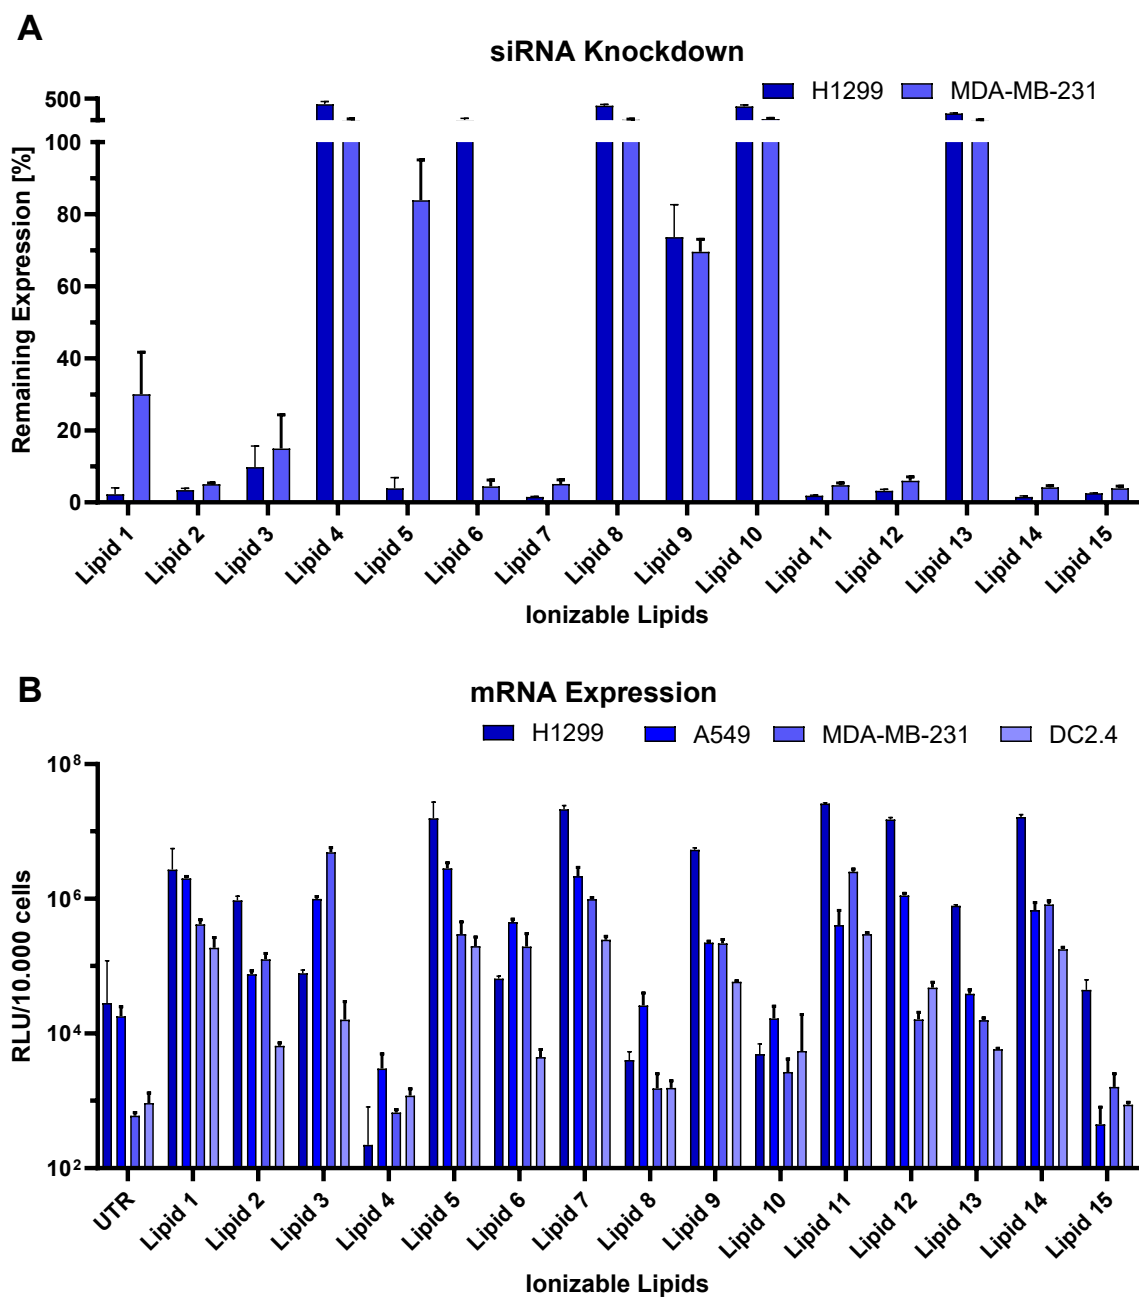 A
siRNA Knockdown
H1299 MDA-MB-231
Remaining Expression [%]
500
100
80
60
40
20
0
Lipid 1
Lipid 2
Lipid 3
Lipid 4
Lipid 5
Lipid 6
Lipid 7
Lipid 8
Lipid 9
Lipid 10
Lipid 11
Lipid 12
Lipid 13
Lipid 14
Lipid 15
Ionizable Lipids
B
mRNA Expression
H1299 A549 MDA-MB-231 DC2.4
RLU/10.000 cells
10⁸
10⁶
10⁴
10²
UTR
Lipid 1
Lipid 2
Lipid 3
Lipid 4
Lipid 5
Lipid 6
Lipid 7
Lipid 8
Lipid 9
Lipid 10
Lipid 11
Lipid 12
Lipid 13
Lipid 14
Lipid 15
Ionizable Lipids